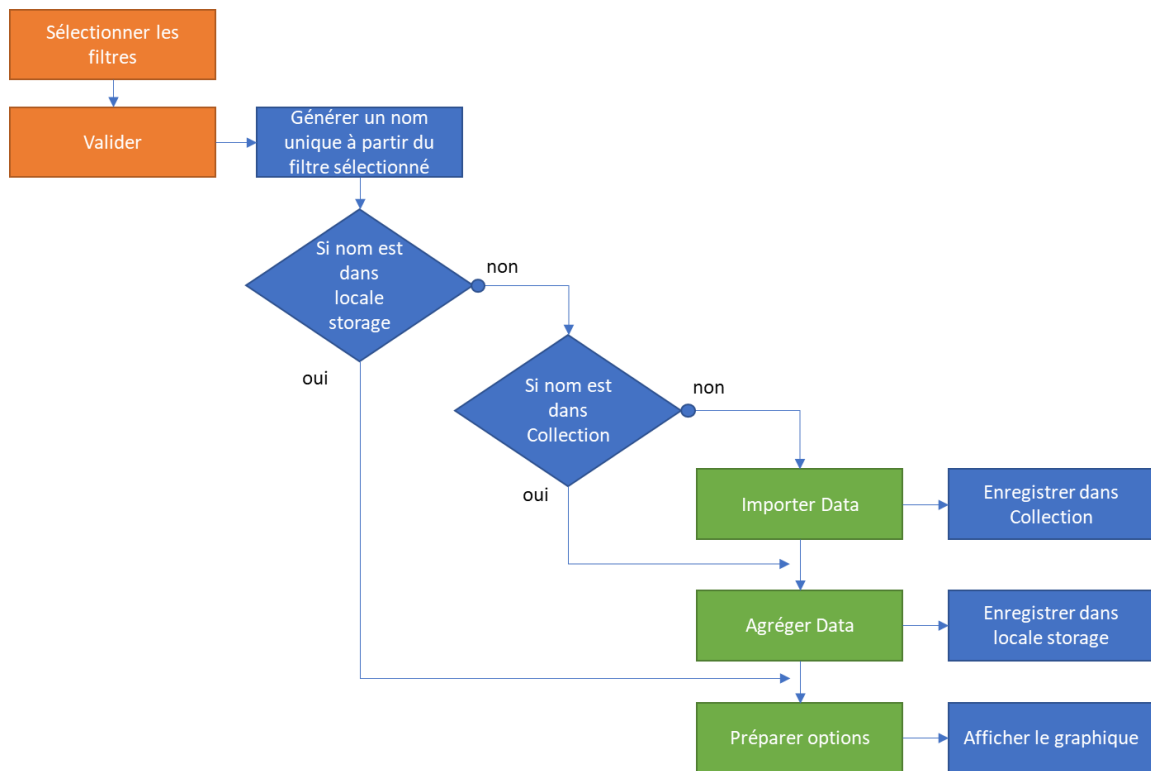 Sélectionner les
filtres
Valider
Générer un nom
unique à partir du
filtre sélectionné
Si nom est
dans
locale
storage
non
oui
Si nom est
dans
Collection
non
oui
Importer Data
Enregistrer dans
Collection
Agréger Data
Enregistrer dans
locale storage
Préparer options
Afficher le graphique